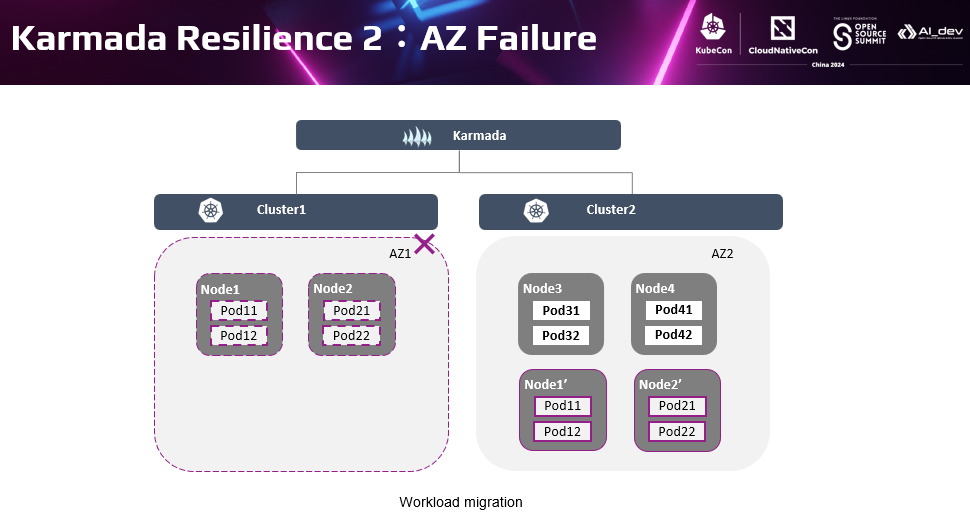 Karmada Resilience 2：AZ Failure
KubeCon
CloudNativeCon
THE LINUX FOUNDATION
OPEN SOURCE SUMMIT
AI_dev
China 2024
Karmada
Cluster1
Cluster2
AZ1
AZ2
Node1
Pod11
Pod12
Node2
Pod21
Pod22
Node3
Pod31
Pod32
Node4
Pod41
Pod42
Node1’
Pod11
Pod12
Node2’
Pod21
Pod22
Workload migration